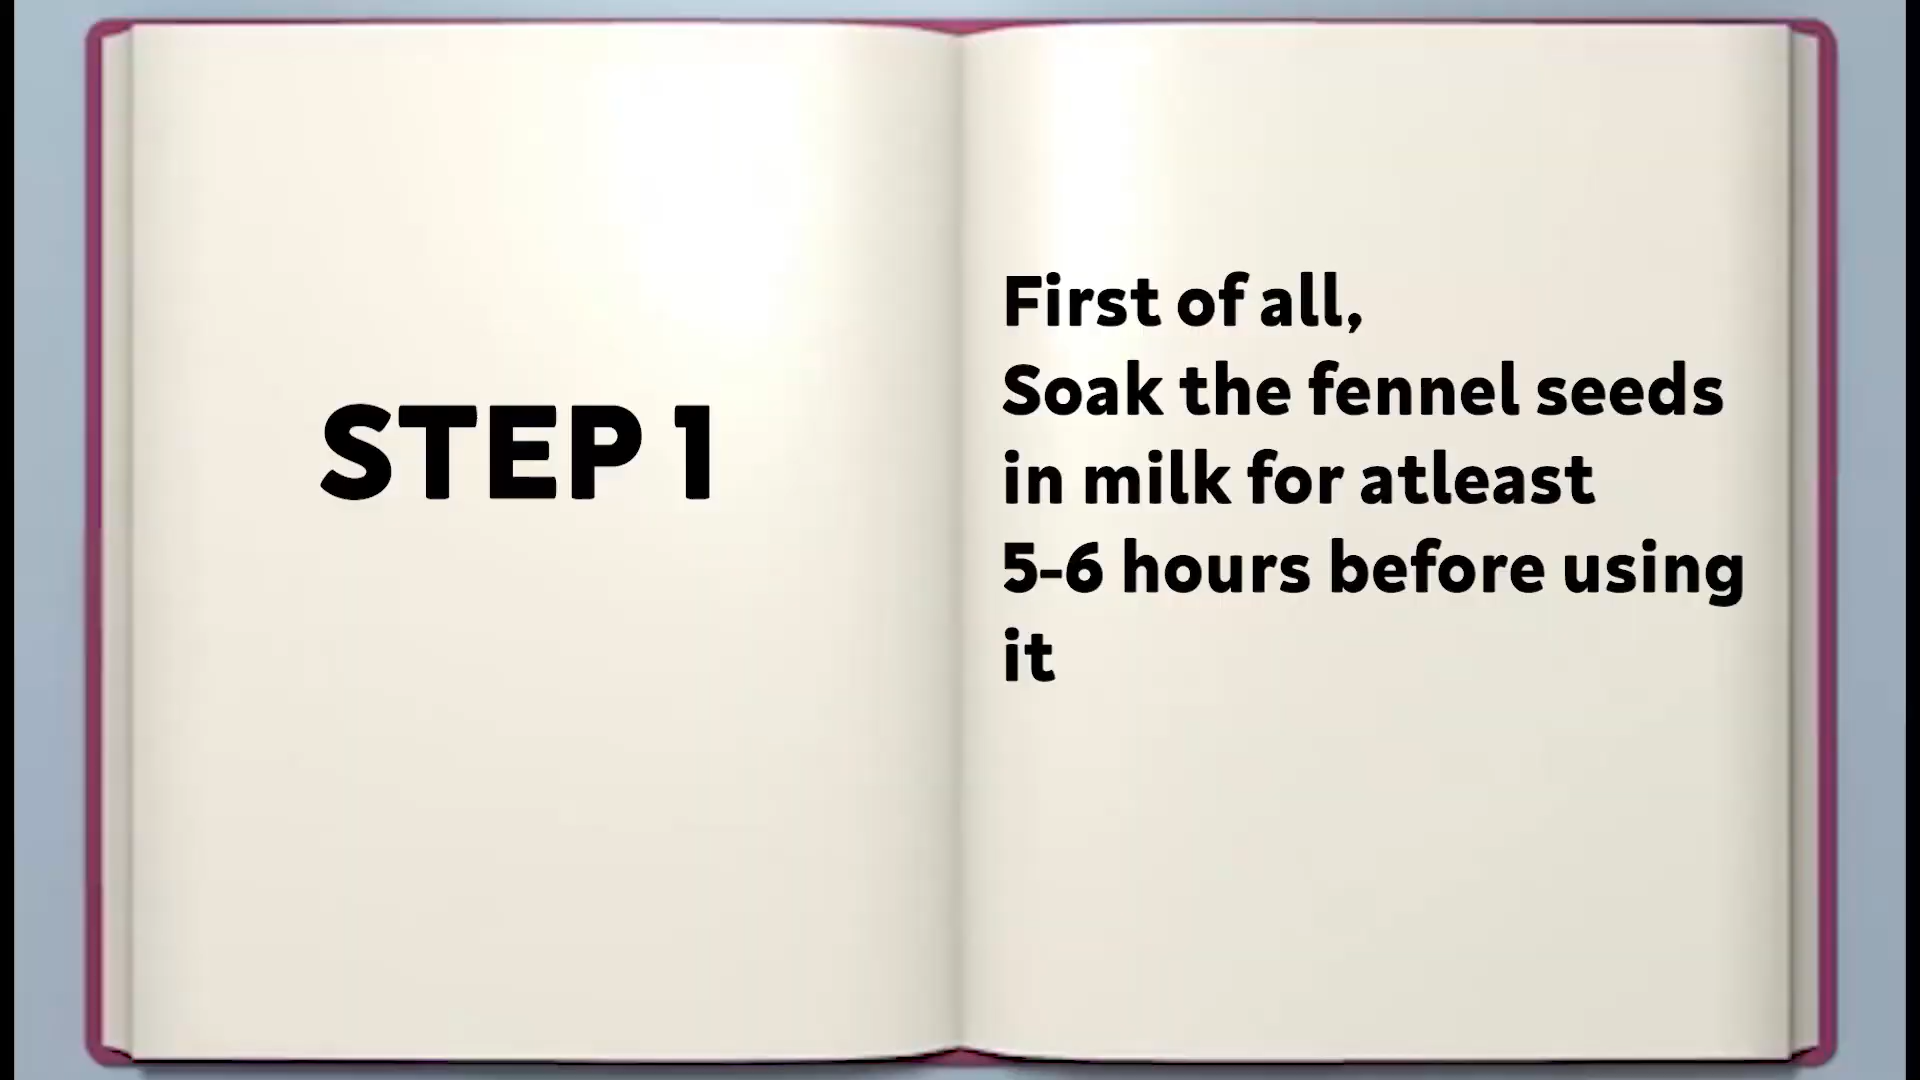 STEP 1
First of all,
Soak the fennel seeds
in milk for atleast
5-6 hours before using
it